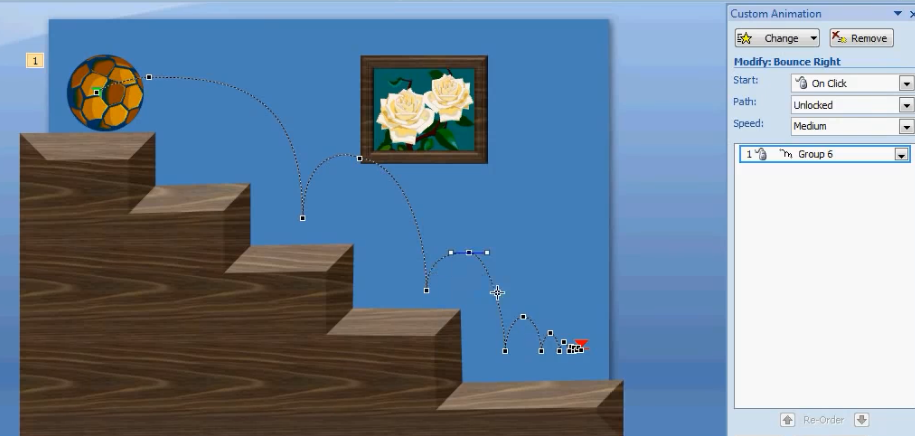 Custom Animation
Change
Remove
Modify: Bounce Right
Start:
On Click
Path:
Unlocked
Speed:
Medium
1
Group 6
1
Re-Order